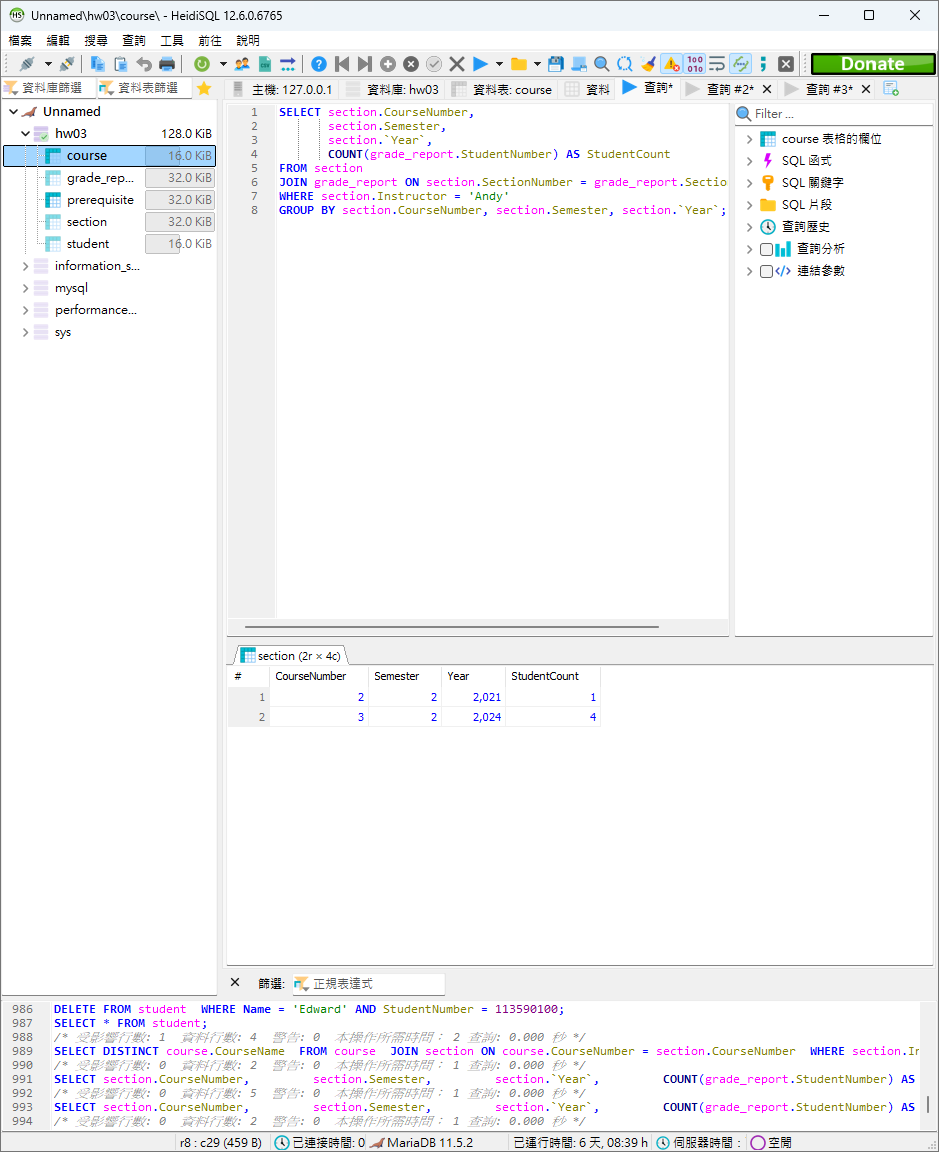 Unnamed\hw03\course\ - HeidiSQL 12.6.0.6765
檔案 編輯 搜尋 查詢 工具 前往 說明
Donate
資料庫篩選 資料表篩選
主機: 127.0.0.1 資料庫: hw03 資料表: course 資料 查詢* 查詢 #2* 查詢 #3*
Unnamed
hw03 128.0 KiB
course 16.0 KiB
grade_rep... 32.0 KiB
prerequisite 32.0 KiB
section 32.0 KiB
student 16.0 KiB
information_s...
mysql
performance...
sys
1 SELECT section.CourseNumber,
2 section.Semester,
3 section.`Year`,
4 COUNT(grade_report.StudentNumber) AS StudentCount
5 FROM section
6 JOIN grade_report ON section.SectionNumber = grade_report.Sectio
7 WHERE section.Instructor = 'Andy'
8 GROUP BY section.CourseNumber, section.Semester, section.`Year`;
Filter ...
course 表格的欄位
SQL 函式
SQL 關鍵字
SQL 片段
查詢歷史
查詢分析
連結參數
section (2r × 4c)
# CourseNumber Semester Year StudentCount
1 2 2 2,021 1
2 3 2 2,024 4
篩選: 正規表達式
986 DELETE FROM student WHERE Name = 'Edward' AND StudentNumber = 113590100;
987 SELECT * FROM student;
988 /* 受影響行數: 1 資料行數: 4 警告: 0 本操作所需時間: 2 查詢: 0.000 秒 */
989 SELECT DISTINCT course.CourseName FROM course JOIN section ON course.CourseNumber = section.CourseNumber WHERE section.In
990 /* 受影響行數: 0 資料行數: 2 警告: 0 本操作所需時間: 1 查詢: 0.000 秒 */
991 SELECT section.CourseNumber, section.Semester, section.`Year`, COUNT(grade_report.StudentNumber) AS
992 /* 受影響行數: 0 資料行數: 5 警告: 0 本操作所需時間: 1 查詢: 0.000 秒 */
993 SELECT section.CourseNumber, section.Semester, section.`Year`, COUNT(grade_report.StudentNumber) AS
994 /* 受影響行數: 0 資料行數: 2 警告: 0 本操作所需時間: 1 查詢: 0.000 秒 */
r8 : c29 (459 B) 已連接時間: 0 MariaDB 11.5.2 已運行時間: 6 天, 08:39 h 伺服器時間: 空閒